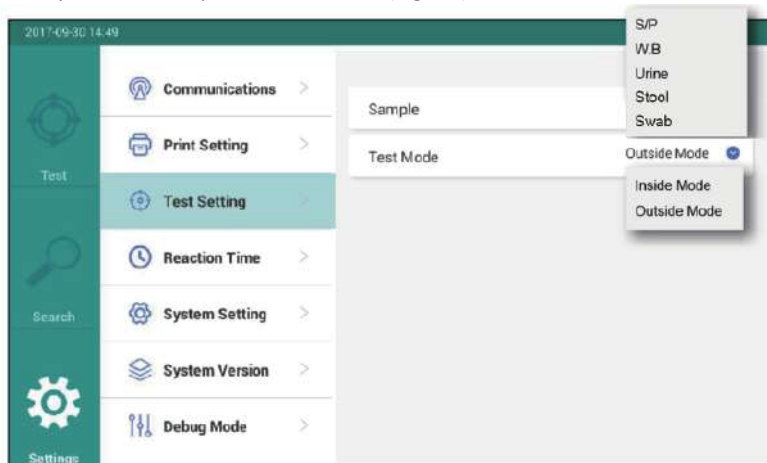 2017-09-30 14:49
S/P
W.B
Urine
Stool
Swab
Test
Search
Settings
Communications
Print Setting
Test Setting
Reaction Time
System Setting
System Version
Debug Mode
Sample
Test Mode
Outside Mode
Inside Mode
Outside Mode